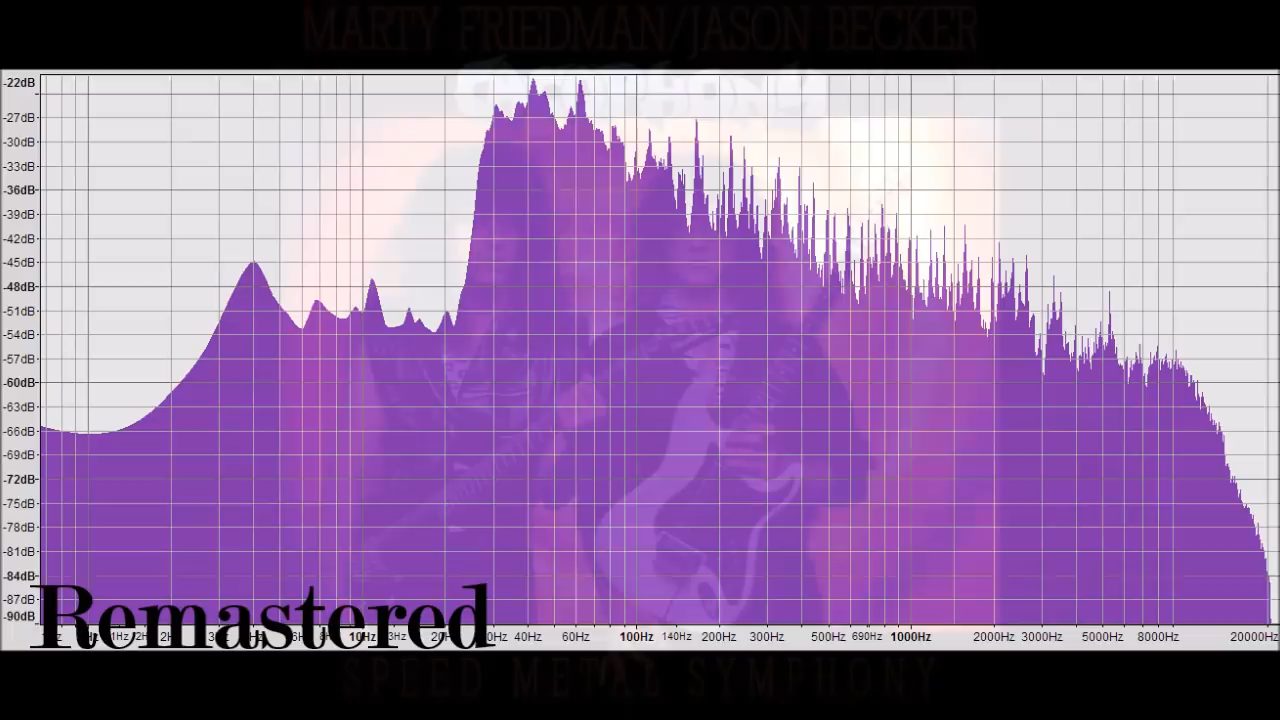 MARTY FRIEDMAN/JASON BECKER
CACOPHONY
-22dB
-27dB
-30dB
-33dB
-36dB
-39dB
-42dB
-45dB
-48dB
-51dB
-54dB
-57dB
-60dB
-63dB
-66dB
-69dB
-72dB
-75dB
-78dB
-81dB
-84dB
-87dB
-90dB
Remastered
10Hz 40Hz 60Hz 100Hz 140Hz 200Hz 300Hz 500Hz 690Hz 1000Hz 2000Hz 3000Hz 5000Hz 8000Hz 20000Hz
SPEED METAL SYMPHONY